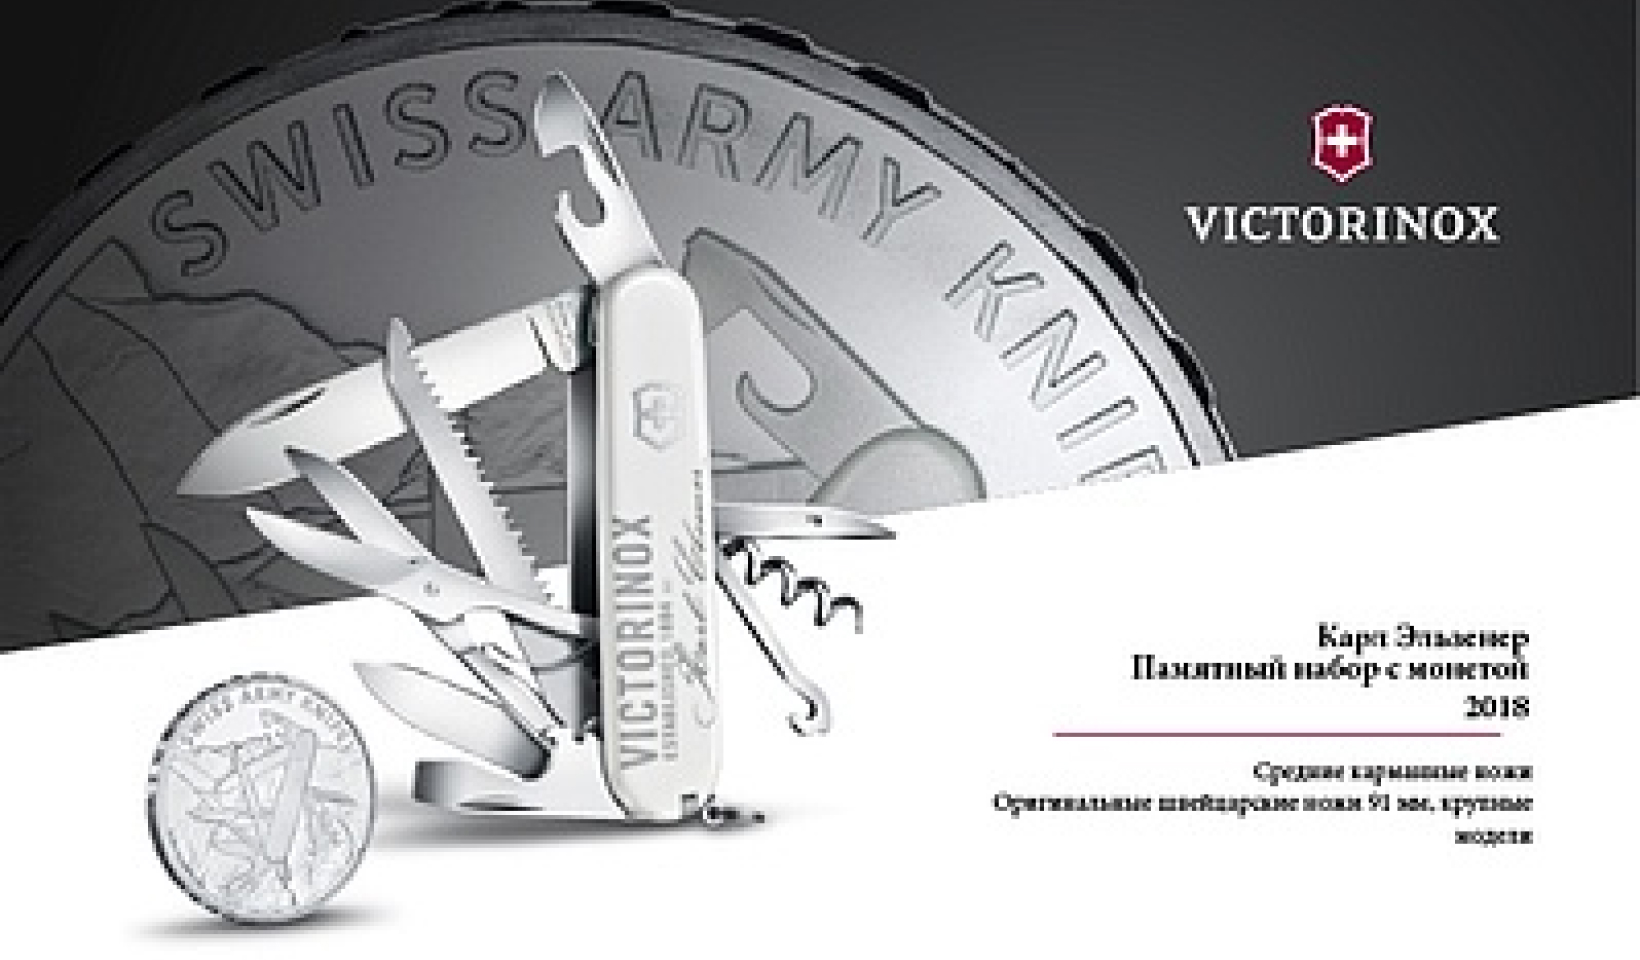 SWISS ARMY KNIFE
VICTORINOX
VICTORINOX
ESTABLISHED 1884
SWISS ARMY KNIFE
Карл Эльзенер
Памятный набор с монетой
2018
Средние карманные ножи
Оригинальные швейцарские ножи 91 мм, крупные
модели